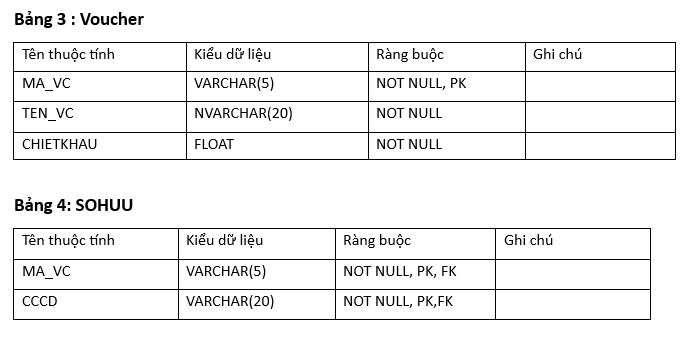 Bảng 3 : Voucher
Tên thuộc tính Kiểu dữ liệu Ràng buộc Ghi chú
MA_VC VARCHAR(5) NOT NULL, PK
TEN_VC NVARCHAR(20) NOT NULL
CHIETKHAU FLOAT NOT NULL
Bảng 4: SOHUU
Tên thuộc tính Kiểu dữ liệu Ràng buộc Ghi chú
MA_VC VARCHAR(5) NOT NULL, PK, FK
CCCD VARCHAR(20) NOT NULL, PK,FK